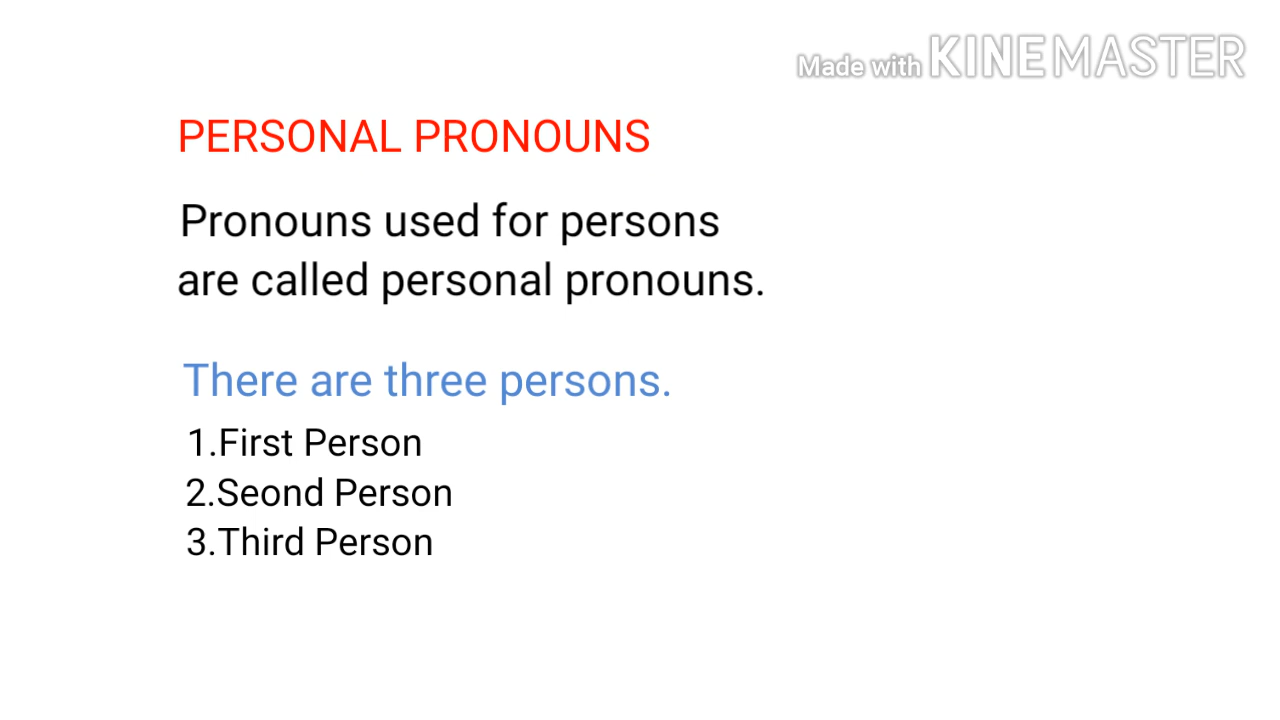 Made with KINEMASTER
PERSONAL PRONOUNS
Pronouns used for persons
are called personal pronouns.
There are three persons.
1.First Person
2.Seond Person
3.Third Person